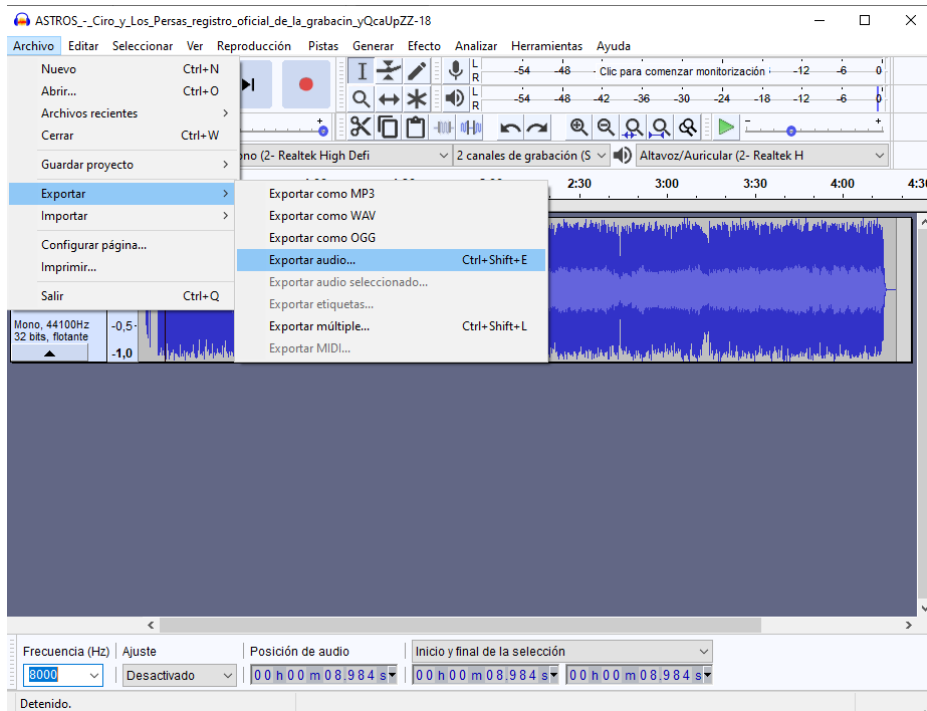 ASTROS_-_Ciro_y_Los_Persas_registro_oficial_de_la_grabacin_yQcaUpZZ-18
Archivo Editar Seleccionar Ver Reproducción Pistas Generar Efecto Analizar Herramientas Ayuda
Nuevo Ctrl+N
Abrir... Ctrl+O
Archivos recientes
Cerrar Ctrl+W
Guardar proyecto
Exportar
Importar
Configurar página...
Imprimir...
Salir Ctrl+Q
L
R
-54 -48 - Clic para comenzar monitorización -12 -6 0
L
R
-54 -48 -42 -36 -30 -24 -18 -12 -6 0
(2- Realtek High Defi 2 canales de grabación (S Altavoz/Auricular (2- Realtek H
2:30 3:00 3:30 4:00 4:30
Exportar como MP3
Exportar como WAV
Exportar como OGG
Exportar audio... Ctrl+Shift+E
Exportar audio seleccionado...
Exportar etiquetas...
Exportar múltiple... Ctrl+Shift+L
Exportar MIDI...
Mono, 44100Hz
32 bits, flotante
-0,5
-1,0
Frecuencia (Hz) Ajuste Posición de audio Inicio y final de la selección
8000 Desactivado 00 h 00 m 08.984 s 00 h 00 m 08.984 s 00 h 00 m 08.984 s
Detenido.